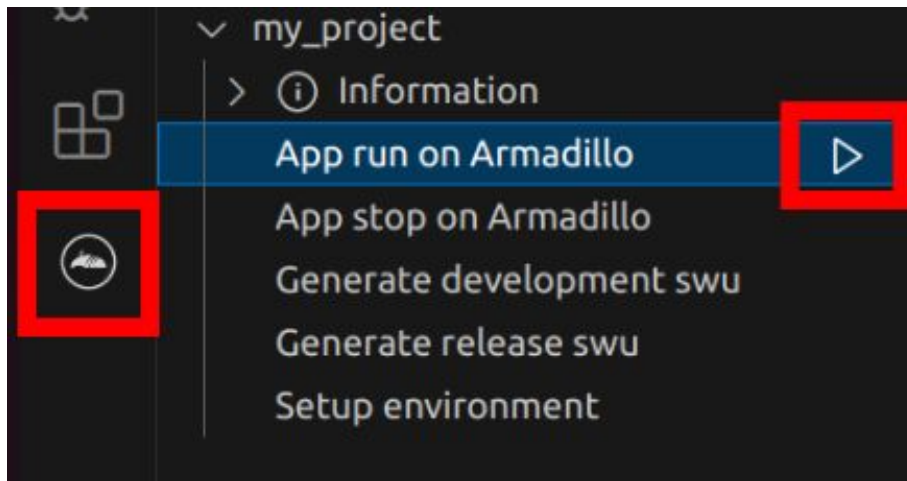 my_project
Information
App run on Armadillo
App stop on Armadillo
Generate development swu
Generate release swu
Setup environment